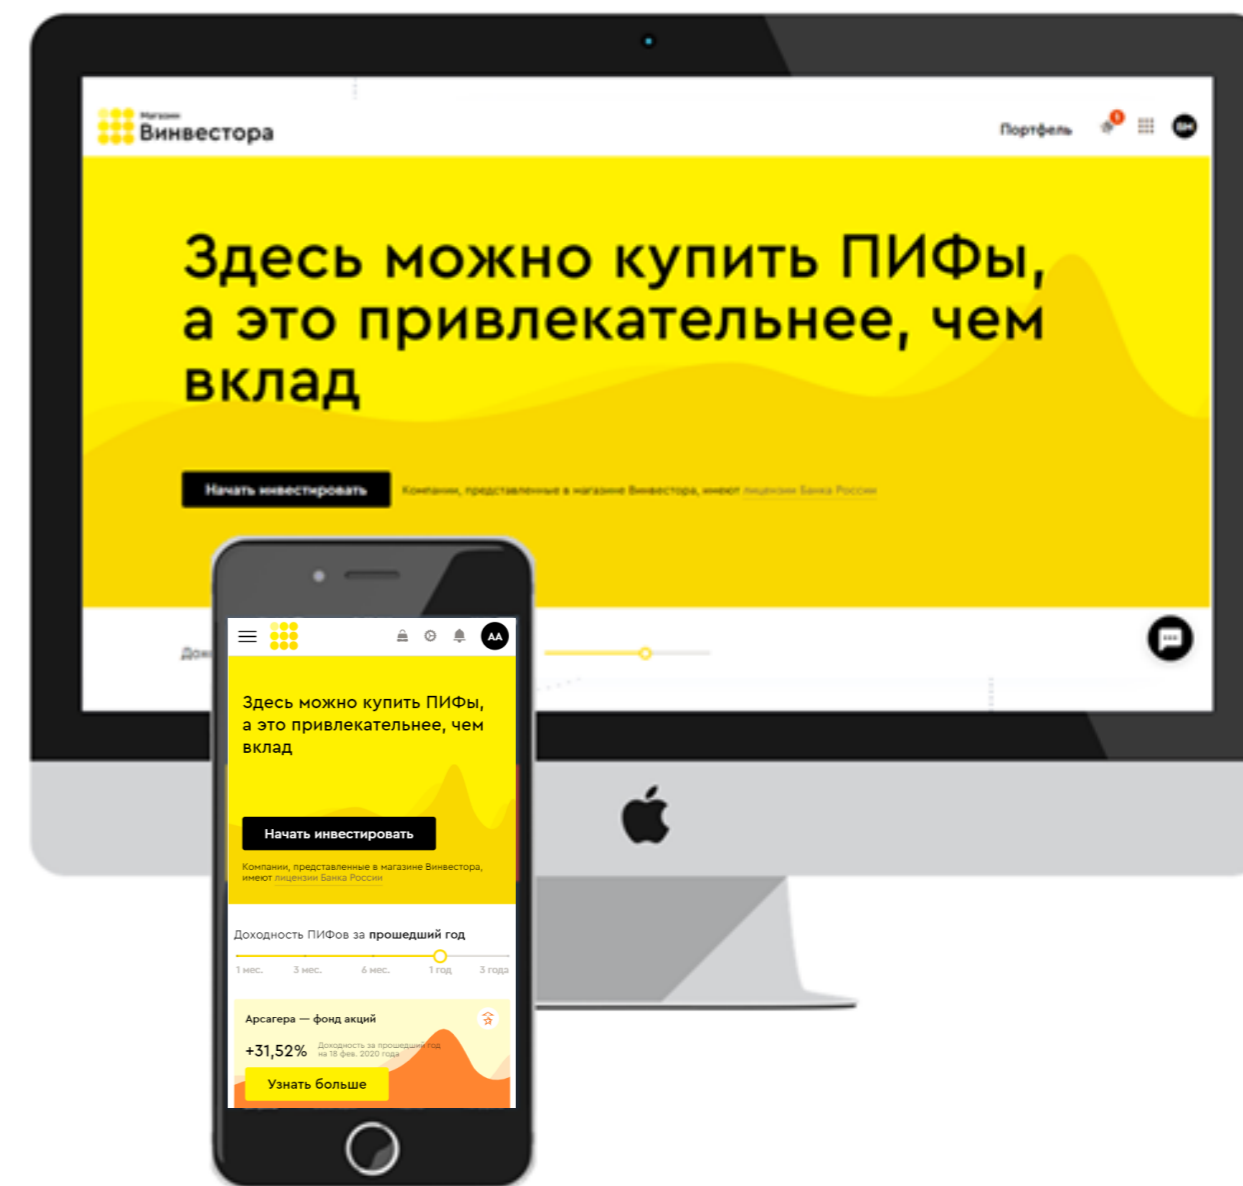 Магазин
Винвестора
Портфель
ВМ
Здесь можно купить ПИФы,
а это привлекательнее, чем
вклад
Начать инвестировать
Компании, представленные в магазине Винвестора, имеют лицензии Банка России
АА
Здесь можно купить ПИФы,
а это привлекательнее, чем
вклад
Начать инвестировать
Компании, представленные в магазине Винвестора,
имеют лицензии Банка России
Доходность ПИФов за прошедший год
1 мес. 3 мес. 6 мес. 1 год 3 года
Арсагера — фонд акций
+31,52%
Доходность за прошедший год
на 18 фев. 2020 года
Узнать больше